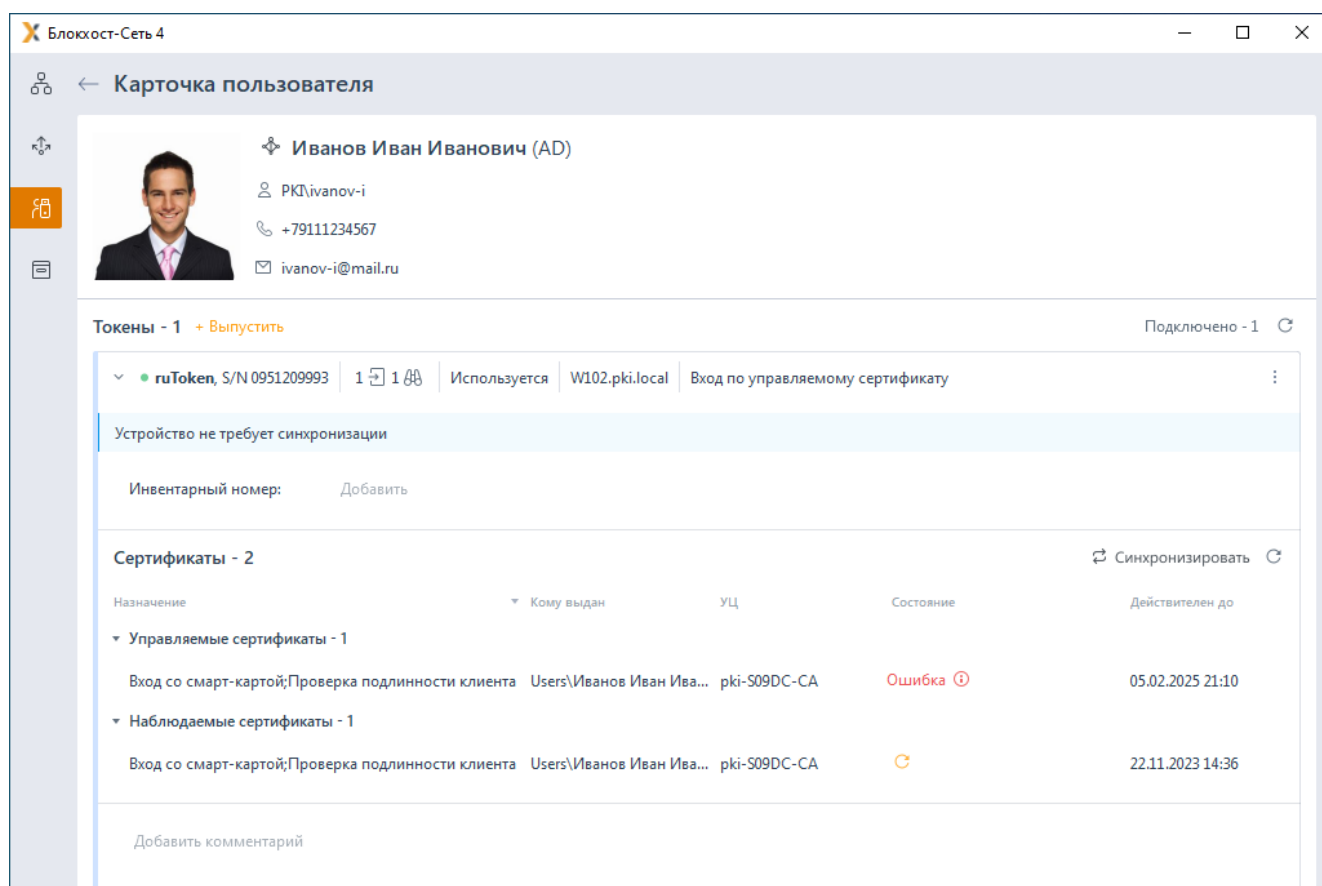 Блокхост-Сеть 4
Карточка пользователя
Иванов Иван Иванович (AD)
PKI\ivanov-i
+79111234567
ivanov-i@mail.ru
Токены - 1 + Выпустить Подключено - 1
ruToken, S/N 0951209993 1 1 Используется W102.pki.local Вход по управляемому сертификату
Устройство не требует синхронизации
Инвентарный номер: Добавить
Сертификаты - 2 Синхронизировать
Назначение Кому выдан УЦ Состояние Действителен до
Управляемые сертификаты - 1
Вход со смарт-картой;Проверка подлинности клиента Users\Иванов Иван Ива... pki-S09DC-CA Ошибка 05.02.2025 21:10
Наблюдаемые сертификаты - 1
Вход со смарт-картой;Проверка подлинности клиента Users\Иванов Иван Ива... pki-S09DC-CA 22.11.2023 14:36
Добавить комментарий